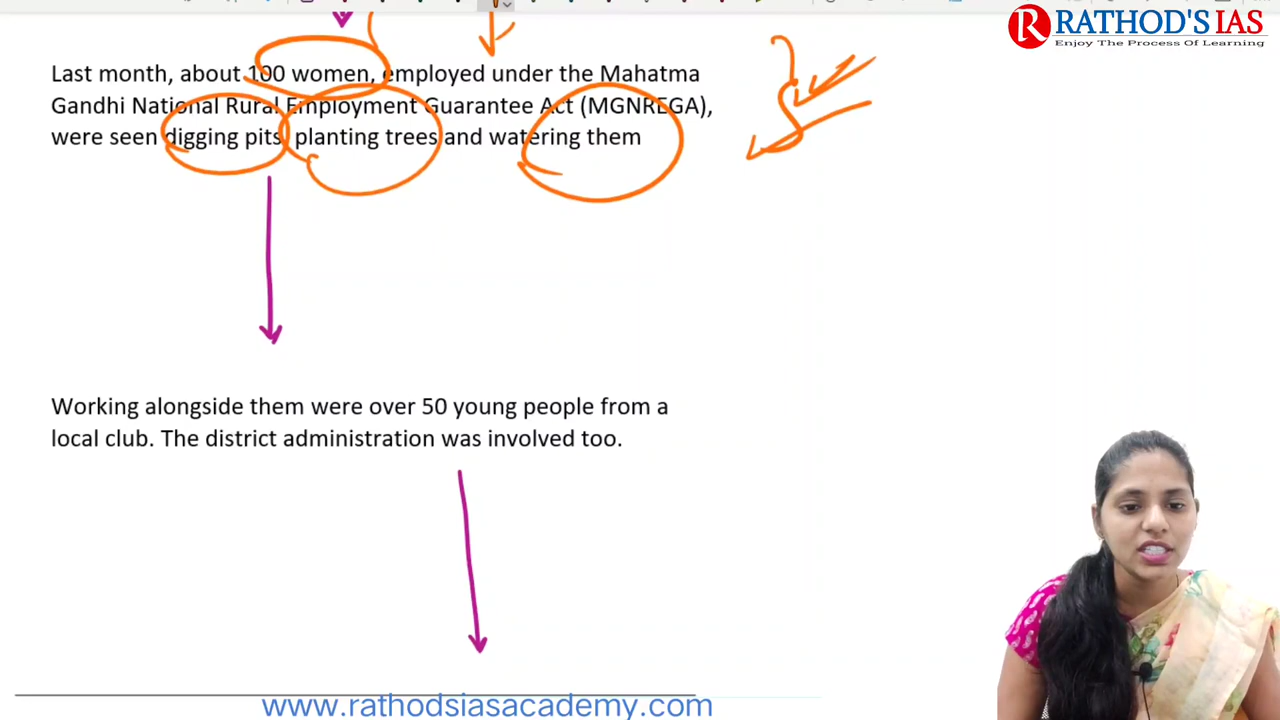 RATHOD'S IAS
Enjoy The Process Of Learning
Last month, about 100 women, employed under the Mahatma
Gandhi National Rural Employment Guarantee Act (MGNREGA),
were seen digging pits, planting trees and watering them
Working alongside them were over 50 young people from a
local club. The district administration was involved too.
www.rathodsiasacademy.com